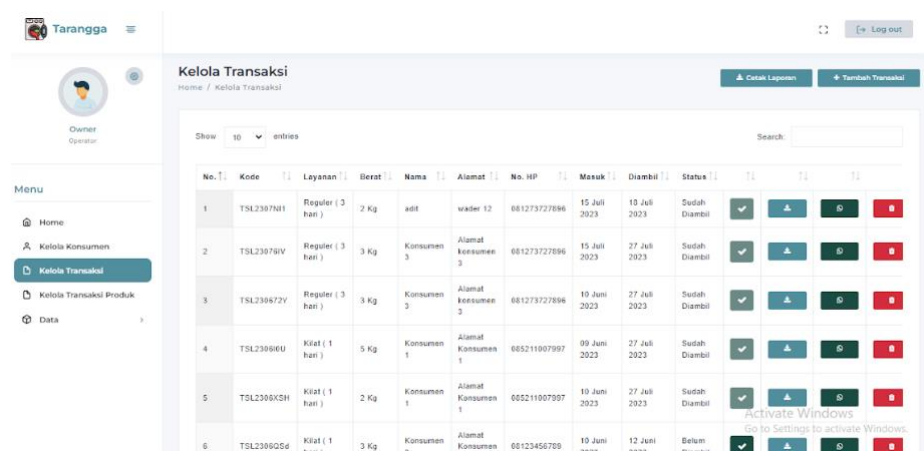 Tarangga
Log out
Kelola Transaksi
Home / Kelola Transaksi
Cetak Laporan
+ Tambah Transaksi
Owner
Operator
Menu
Home
Kelola Konsumen
Kelola Transaksi
Kelola Transaksi Produk
Data
Show 10 entries
Search:
No. Kode Layanan Berat Nama Alamat No. HP Masuk Diambil Status
1 TSL2307NI1 Reguler ( 3 2 Kg adit wader 12 081273727896 15 Juli 18 Juli Sudah
hari ) 2023 2023 Diambil
2 TSL23076IV Reguler ( 3 3 Kg Konsumen Alamat 081273727896 15 Juli 27 Juli Sudah
hari ) 3 konsumen 2023 2023 Diambil
3
3 TSL230672Y Reguler ( 3 3 Kg Konsumen Alamat 081273727896 10 Juni 27 Juli Sudah
hari ) 3 konsumen 2023 2023 Diambil
3
4 Kilat ( 1 5 Kg Konsumen Alamat 085211007997 09 Juni 27 Juli Sudah
hari ) 1 Konsumen 2023 2023 Diambil
1
5 TSL2306XSH Kilat ( 1 2 Kg Konsumen Alamat 085211007997 10 Juni 27 Juli Sudah
hari ) 1 Konsumen 2023 2023 Diambil
1
6 TSL2306QSd Kilat ( 1 3 Kg Konsumen Alamat 08123456789 10 Juni 12 Juni Belum
Konsumen
Activate Windows
Go to Settings to activate Windows.